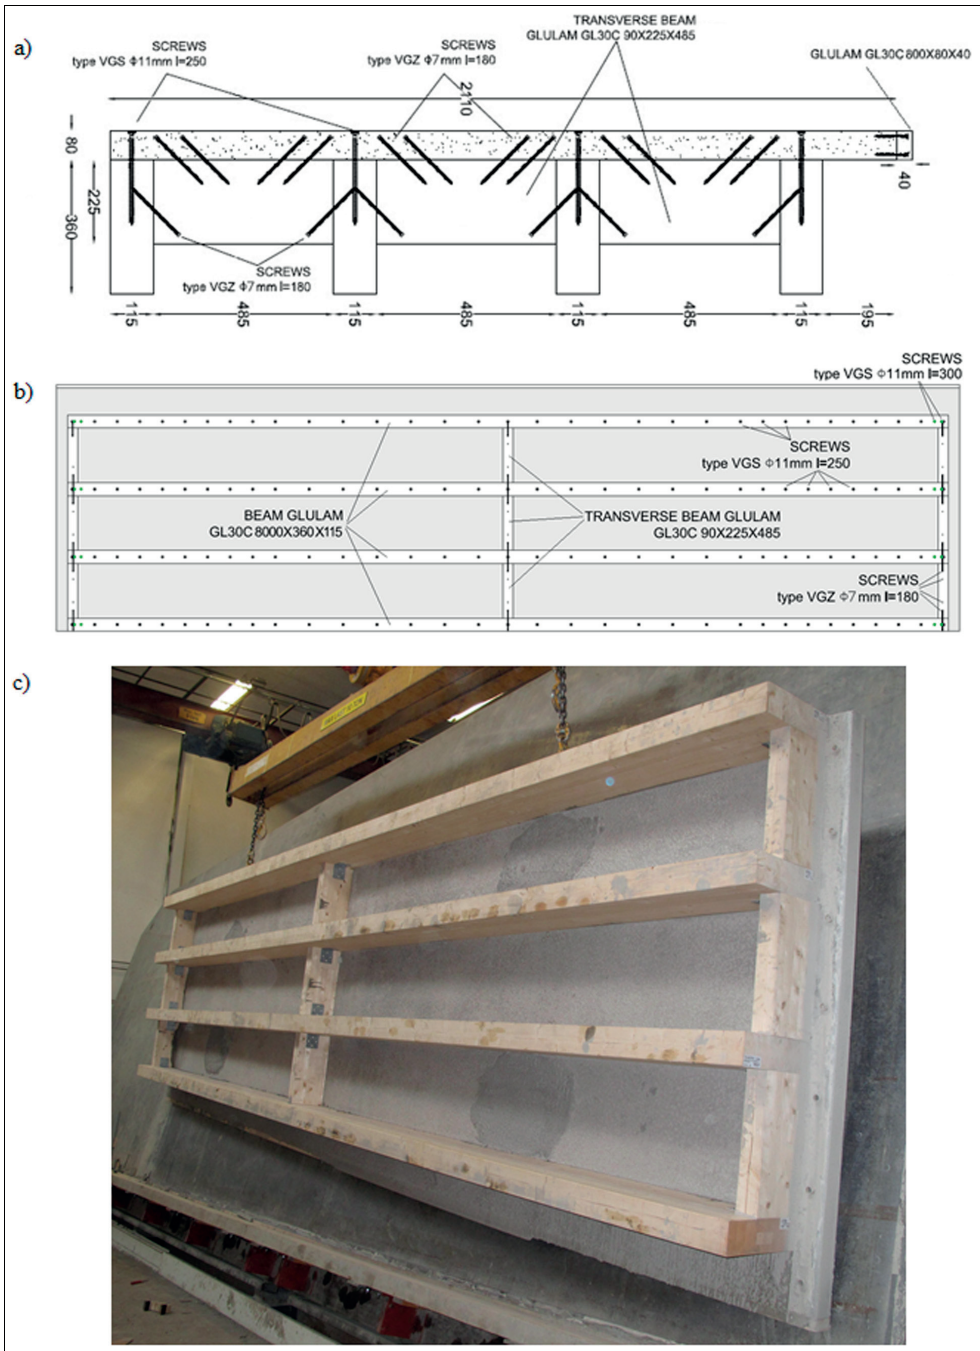 a)
SCREWS
type VGS Φ11mm l=250
SCREWS
type VGZ Φ7mm l=180
TRANSVERSE BEAM
GLULAM GL30C 90X225X485
GLULAM GL30C 800X80X40
2110
80
225
360
40
SCREWS
type VGZ Φ7mm l=180
115
485
115
485
115
485
115
195
b)
SCREWS
type VGS Φ11mm l=300
SCREWS
type VGS Φ11mm l=250
BEAM GLULAM
GL30C 8000X360X115
TRANSVERSE BEAM GLULAM
GL30C 90X225X485
SCREWS
type VGZ Φ7mm l=180
c)